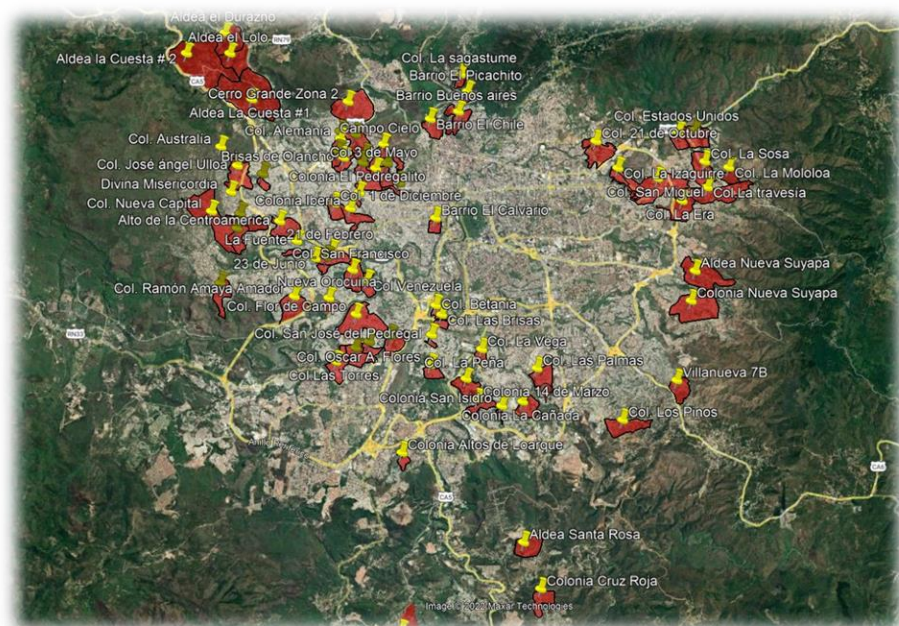 Aldea el Durazno
Aldea el Lolo
RN79
Aldea la Cuesta # 2
CA5
Col. La sagastume
Barrio El Picachito
Cerro Grande Zona 2
Barrio Buenos aires
Aldea La Cuesta #1
Barrio El Chile
Col. Estados Unidos
Col. Alemania
Campo Cielo
Col. 21 de Octubre
Col. Australia
Brisas de Olancho
Col 3 de Mayo
Col. La Sosa
Col. José ángel Ulloa
Colonia El Pedregalito
Col. La Izaguirre
Col. La Mololoa
Divina Misericordia
Col. 1 de Diciembre
Col. San Miguel
Col La travesia
Col. Nueva Capital
Colonia Iberia
Col. La Era
Alto de la Centroamerica
Barrio El Calvario
La Fuente
21 de Febrero
Col. San Francisco
23 de Junio
Aldea Nueva Suyapa
Nueva Orocuina
Col Venezuela
Col. Ramón Amaya Amador
Colonia Nueva Suyapa
Col. Flor de Campo
Col. Betania
Col. Las Brisas
RN33
Col. San José del Pedregal
Col. La Vega
Col. Oscar A. Flores
Col. La Peña
Col. Las Palmas
Col Las Torres
Villanueva 7B
Colonia San Isidro
Colonia 14 de Marzo
Colonia La Cañada
Col. Los Pinos
Colonia Altos de Loarque
CA6
CA5
Aldea Santa Rosa
Colonia Cruz Roja
Image © 2022 Maxar Technologies